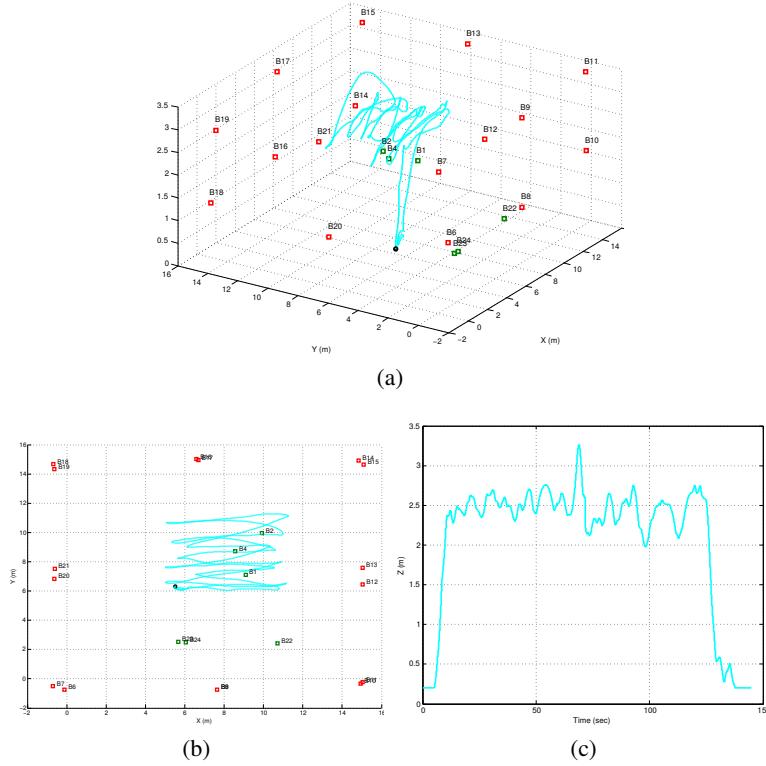 B15
B13
B17
B11
B14
B19
B21
B9
B12
B2
B4
B1
B16
B10
B7
B18
B8
B22
B20
B6
B24
B23
3.5
3
2.5
2
1.5
1
0.5
0
16
14
12
10
8
6
4
2
0
−2
−2
0
2
4
6
8
10
12
14
Y (m)
X (m)
(a)
16
14
12
10
8
6
4
2
0
−2
−2
0
2
4
6
8
10
12
14
16
Y (m)
X (m)
B18
B19
B17
B14
B15
B2
B4
B21
B20
B1
B13
B12
B23
B24
B22
B7
B6
B11
B10
(b)
3.5
3
2.5
2
1.5
1
0.5
0
0
50
100
15
Z (m)
Time (sec)
(c)